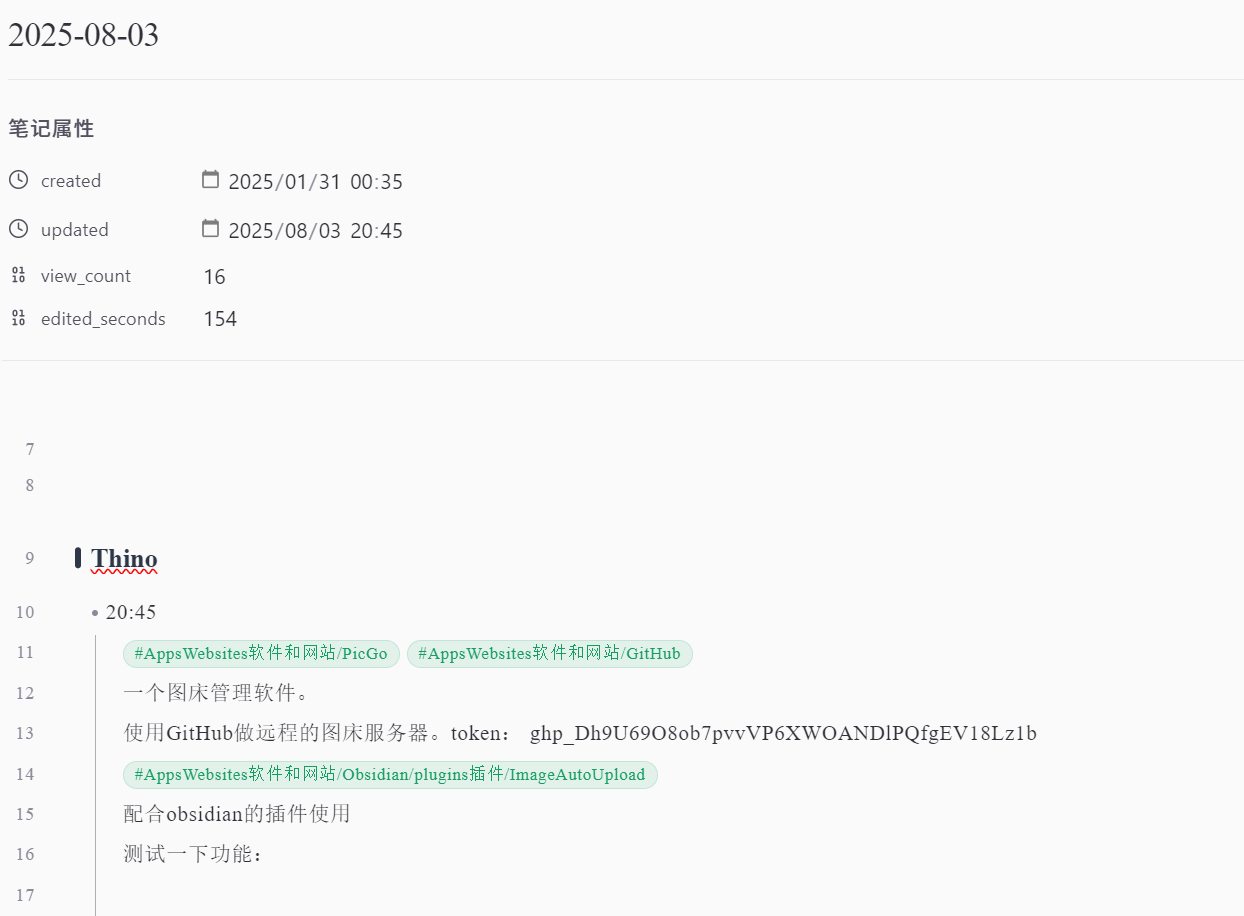 2025-08-03
笔记属性
created 2025/01/31 00:35
updated 2025/08/03 20:45
view_count 16
edited_seconds 154
7
8
9 Thino
10 • 20:45
11 #AppsWebsites软件和网站/PicGo #AppsWebsites软件和网站/GitHub
12 一个图床管理软件。
13 使用GitHub做远程的图床服务器。token： 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
14 #AppsWebsites软件和网站/Obsidian/plugins插件/ImageAutoUpload
15 配合obsidian的插件使用
16 测试一下功能：
17